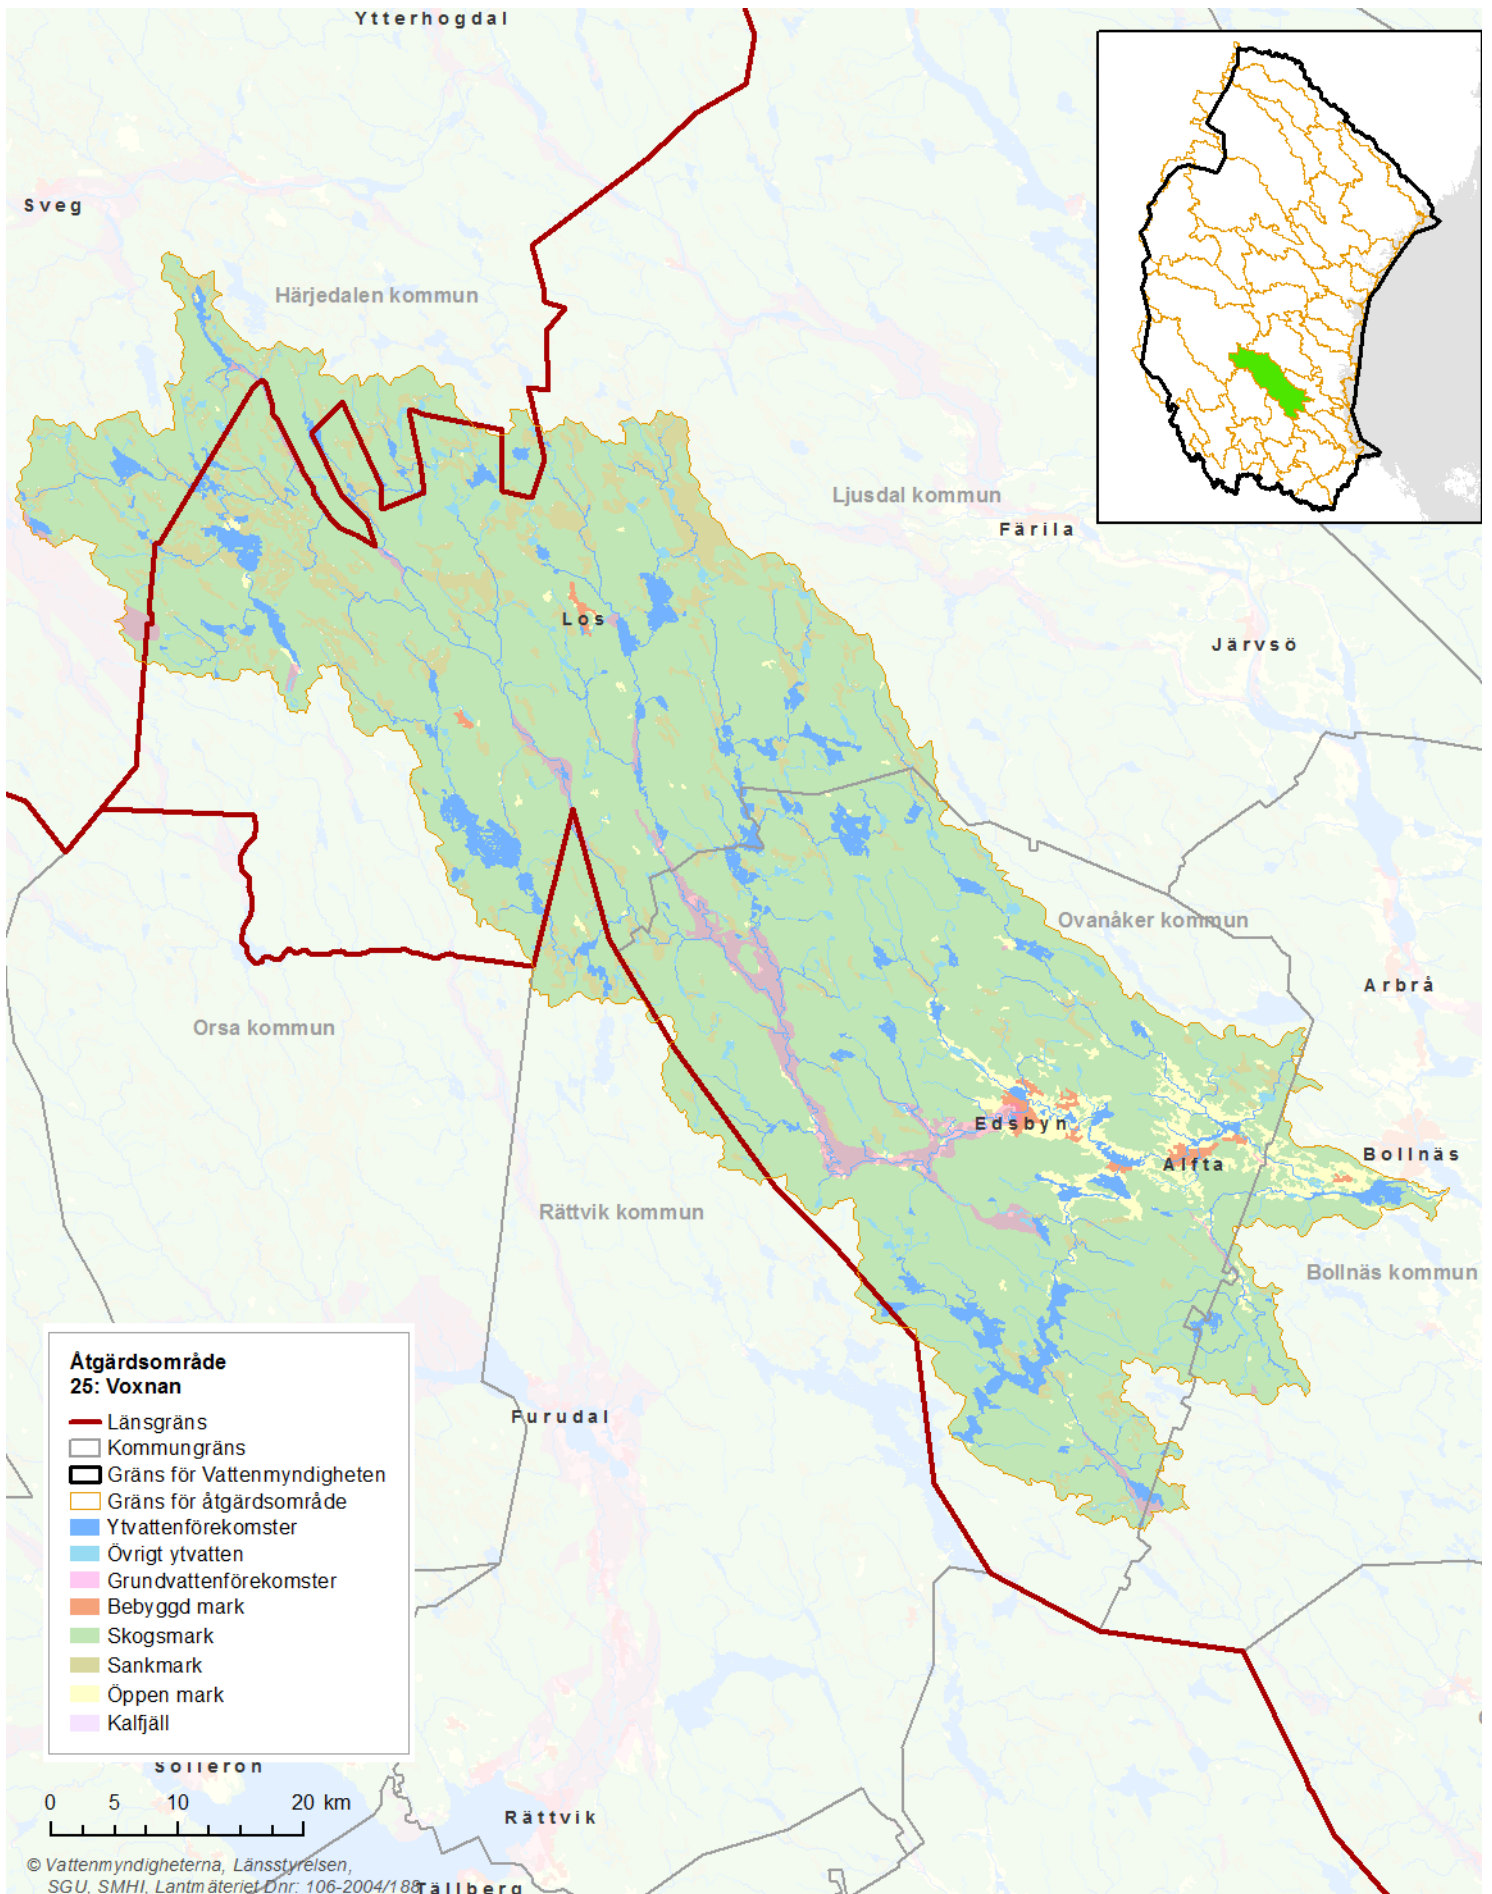 Ytterhogdal
Sveg
Härjedalen kommun
Ljusdal kommun
Färila
Los
Järvsö
Ovanåker kommun
Arbrå
Orsa kommun
Edsbyn
Alfta
Bollnäs
Rättvik kommun
Bollnäs kommun
Furudal
Åtgärdsområde
25: Voxnan
Länsgräns
Kommungräns
Gräns för Vattenmyndigheten
Gräns för åtgärdsområde
Ytvattenförekomster
Övrigt ytvatten
Grundvattenförekomster
Bebyggd mark
Skogsmark
Sankmark
Öppen mark
Kalfjäll
Sollerön
0 5 10 20 km
Rättvik
© Vattenmyndigheterna, Länsstyrelsen,
SGU, SMHI, Lantmäteriet Dnr: 106-2004/188
Tällberg